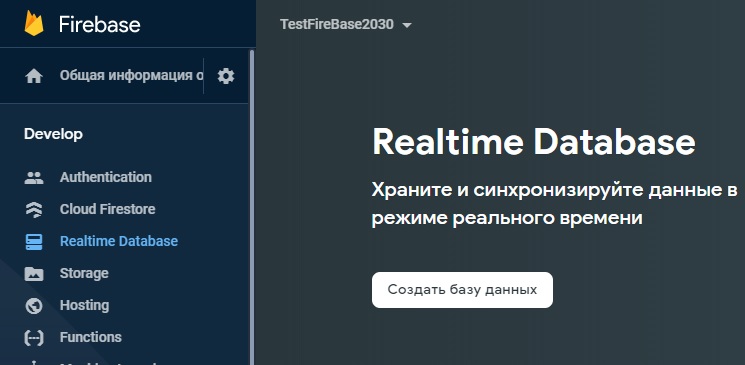 Firebase
TestFireBase2030
Общая информация о
Develop
Authentication
Cloud Firestore
Realtime Database
Storage
Hosting
Functions
Realtime Database
Храните и синхронизируйте данные в
режиме реального времени
Создать базу данных